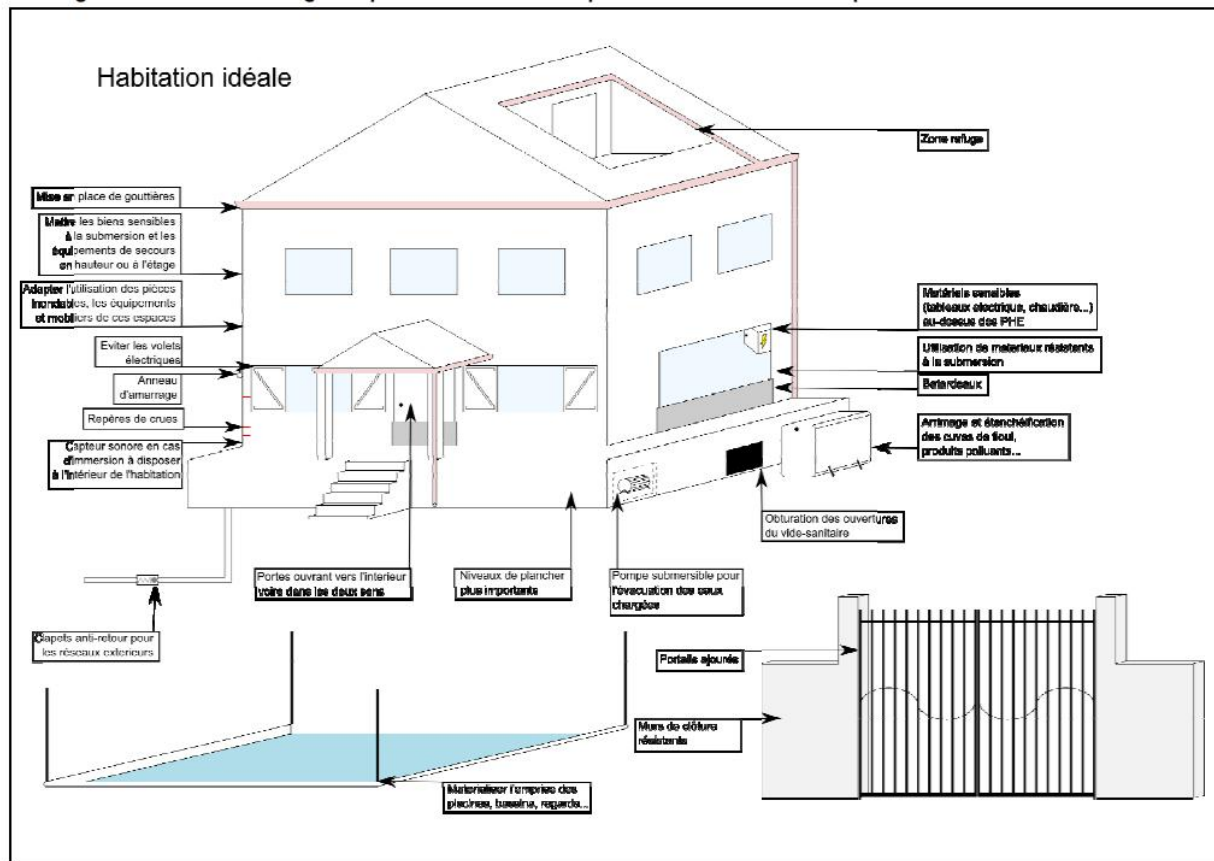 Habitation idéale
Zone refuge
Mise en place de gouttières
Mettre les biens sensibles
à la submersion et les
équipements de secours
en hauteur ou à l'étage
Adapter l'utilisation des pièces
inondables, les équipements
et mobiliers de ces espaces
Eviter les volets
électriques
Anneau
d'amarrage
Repères de crues
Capteur sonore en cas
d'immersion à disposer
à l'intérieur de l'habitation
Matériels sensibles
(tableaux electrique, chaudière...)
au-dessus des PHE
Utilisation de materiaux résistants
à la submersion
Batardeaux
Arrimage et étanchéification
des cuves de fioul,
produits polluants...
Obturation des ouvertures
du vide-sanitaire
Portes ouvrant vers l'interieur
voire dans les deux sens
Niveaux de plancher
plus importants
Pompe submersible pour
l'évacuation des eaux
chargées
Clapets anti-retour pour
les réseaux exterieurs
Portails ajourés
Murs de clôture
résistants
Materialiser l'emprise des
piscines, bassins, regards...